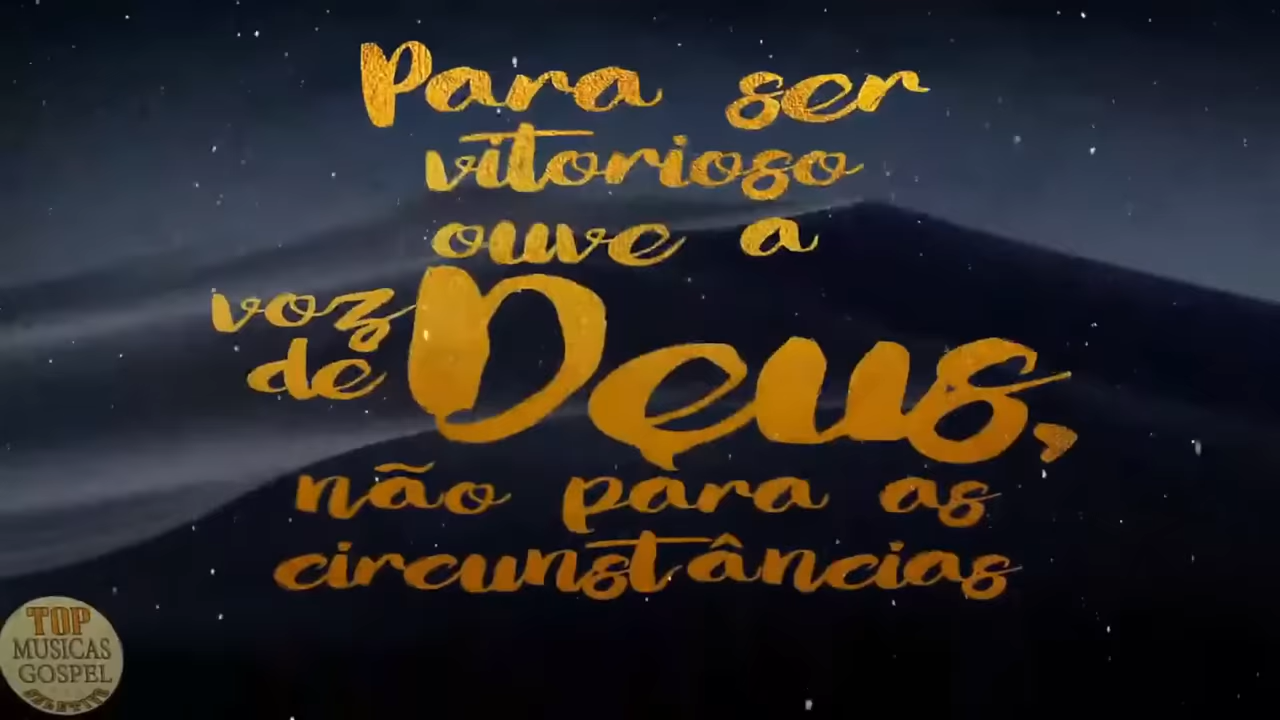 Para ser
vitorioso
ouve a
voz
de Deus,
não para as
circunstâncias
TOP
MUSICAS
GOSPEL